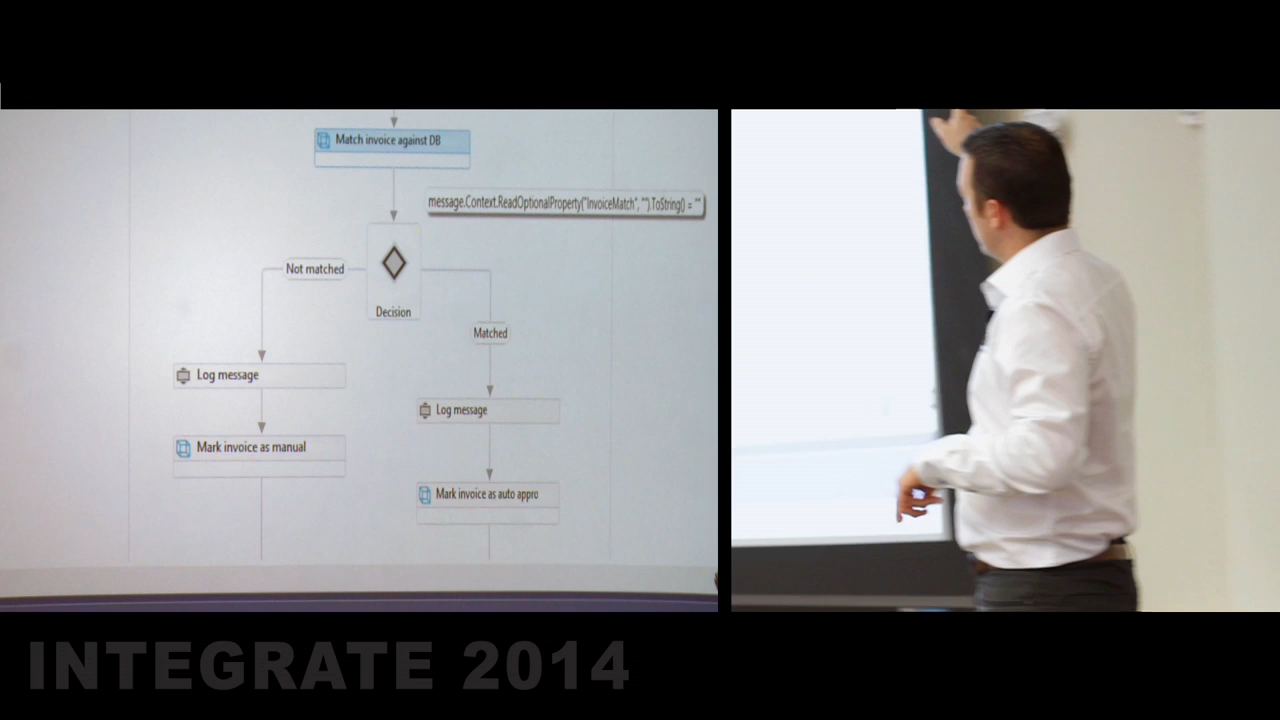 Match invoice against DB
message.Context.ReadOptionalProperty("InvoiceMatch", "").ToString() = ""
Not matched
Decision
Matched
Log message
Log message
Mark invoice as manual
Mark invoice as auto appro
INTEGRATE 2014